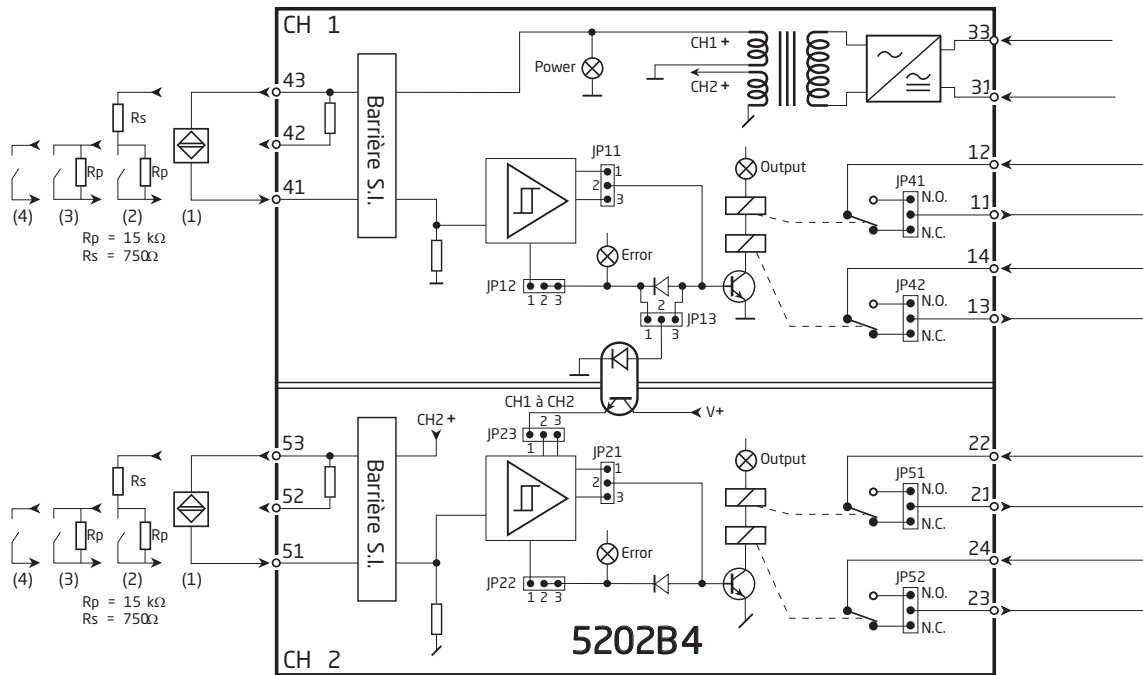 CH 1
33
CH1 +
Power
CH2 +
43
31
Rs
Barrière S.I.
42
12
Output
JP11
1
2
3
JP41
N.O.
Rp
Rp
41
11
N.C.
(4)
(3)
(2)
(1)
Rp = 15 kΩ
Rs = 750Ω
Error
14
JP12
1 2 3
2
JP42
N.O.
13
1
3
JP13
N.C.
CH1 à CH2
V+
CH2 +
2 3
JP23
1
53
22
JP21
1
2
3
Output
Rs
Barrière S.I.
JP51
N.O.
52
21
N.C.
Rp
Rp
51
24
Error
(4)
(3)
(2)
(1)
JP22
1 2 3
JP52
N.O.
23
Rp = 15 kΩ
Rs = 750Ω
N.C.
5202B4
CH 2